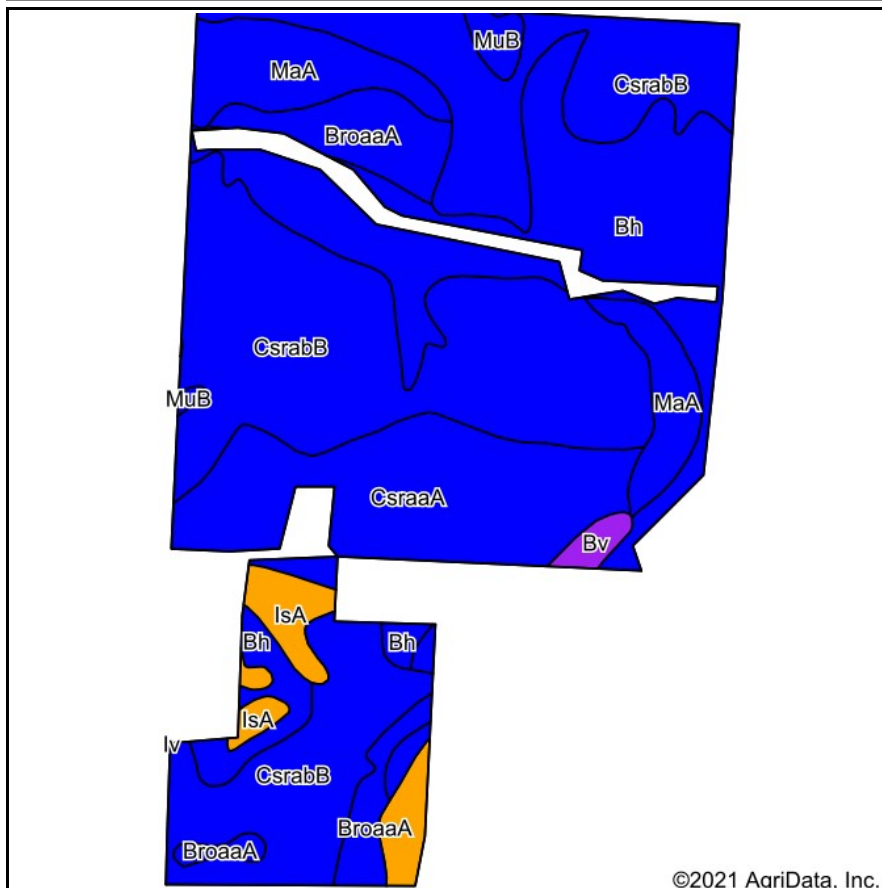 MuB
MaA
CsrabB
BroaaA
Bh
CsrabB
MuB
MaA
CsraaA
Bv
IsA
Bh
Bh
IsA
Iv
CsrabB
BroaaA
BroaaA
©2021 AgriData, Inc.